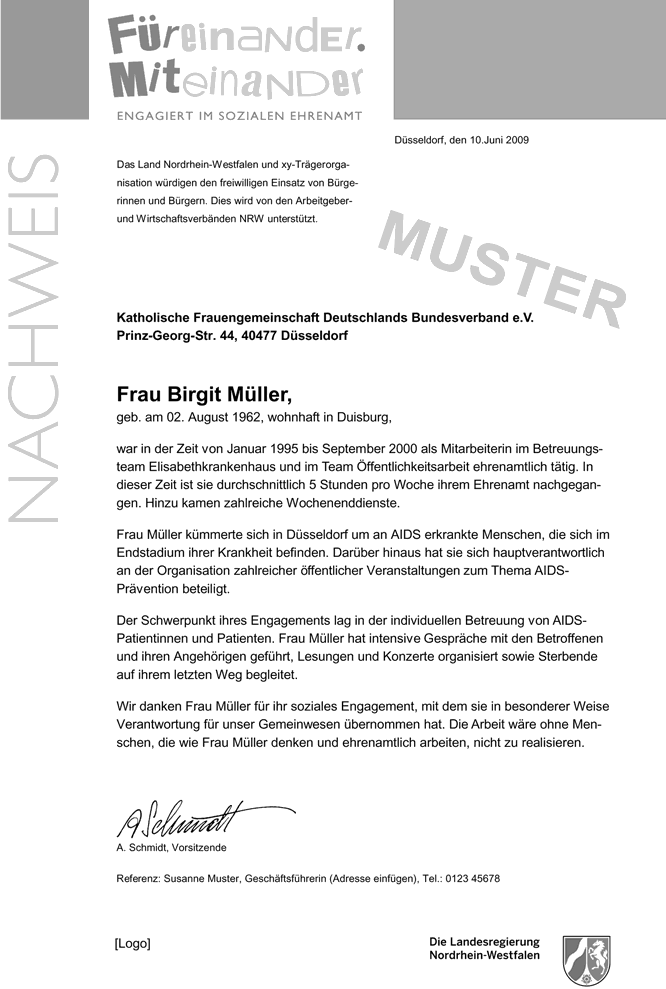 Füreinander.
Miteinander
ENGAGIERT IM SOZIALEN EHRENAMT
Düsseldorf, den 10.Juni 2009
NACHWEIS
Das Land Nordrhein-Westfalen und xy-Trägerorga-
nisation würdigen den freiwilligen Einsatz von Bürge-
rinnen und Bürgern. Dies wird von den Arbeitgeber-
und Wirtschaftsverbänden NRW unterstützt.
MUSTER
Katholische Frauengemeinschaft Deutschlands Bundesverband e.V.
Prinz-Georg-Str. 44, 40477 Düsseldorf
Frau Birgit Müller,
geb. am 02. August 1962, wohnhaft in Duisburg,
war in der Zeit von Januar 1995 bis September 2000 als Mitarbeiterin im Betreuungs-
team Elisabethkrankenhaus und im Team Öffentlichkeitsarbeit ehrenamtlich tätig. In
dieser Zeit ist sie durchschnittlich 5 Stunden pro Woche ihrem Ehrenamt nachgegan-
gen. Hinzu kamen zahlreiche Wochenenddienste.
Frau Müller kümmerte sich in Düsseldorf um an AIDS erkrankte Menschen, die sich im
Endstadium ihrer Krankheit befinden. Darüber hinaus hat sie sich hauptverantwortlich
an der Organisation zahlreicher öffentlicher Veranstaltungen zum Thema AIDS-
Prävention beteiligt.
Der Schwerpunkt ihres Engagements lag in der individuellen Betreuung von AIDS-
Patientinnen und Patienten. Frau Müller hat intensive Gespräche mit den Betroffenen
und ihren Angehörigen geführt, Lesungen und Konzerte organisiert sowie Sterbende
auf ihrem letzten Weg begleitet.
Wir danken Frau Müller für ihr soziales Engagement, mit dem sie in besonderer Weise
Verantwortung für unser Gemeinwesen übernommen hat. Die Arbeit wäre ohne Men-
schen, die wie Frau Müller denken und ehrenamtlich arbeiten, nicht zu realisieren.
A Schmidt
A. Schmidt, Vorsitzende
Referenz: Susanne Muster, Geschäftsführerin (Adresse einfügen), Tel.: 0123 45678
[Logo]
Die Landesregierung
Nordrhein-Westfalen